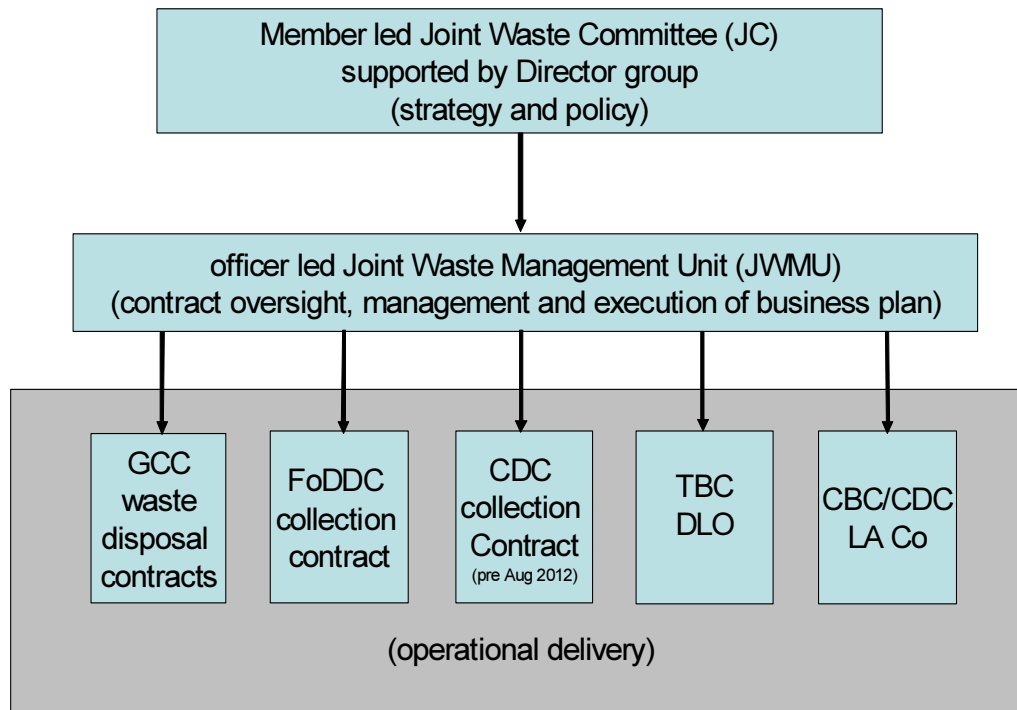 Member led Joint Waste Committee (JC)
supported by Director group
(strategy and policy)
officer led Joint Waste Management Unit (JWMU)
(contract oversight, management and execution of business plan)
GCC
waste
disposal
contracts
FoDDC
collection
contract
CDC
collection
Contract
(pre Aug 2012)
TBC
DLO
CBC/CDC
LA Co
(operational delivery)